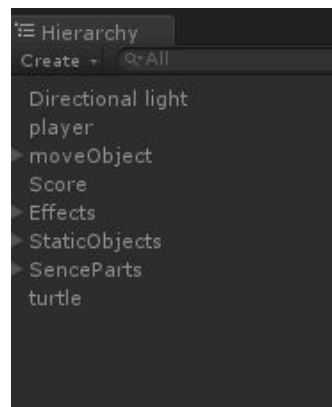 Hierarchy
Create All
Directional light
player
moveObject
Score
Effects
StaticObjects
SenceParts
turtle